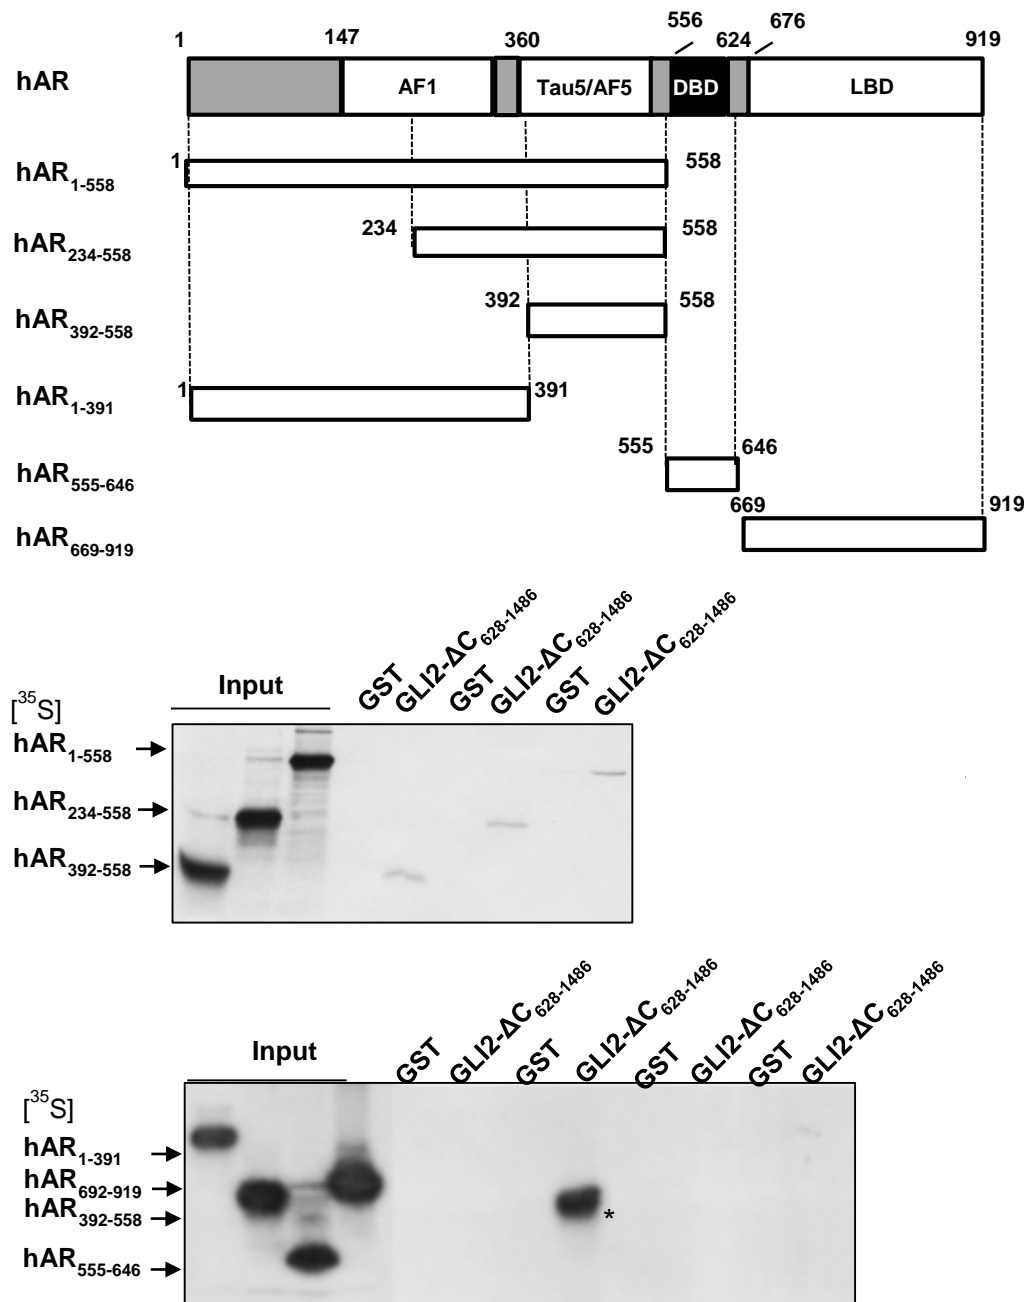 556 676
1 147 360 624 919
hAR AF1 Tau5/AF5 DBD LBD
hAR1-558 1 558
hAR234-558 234 558
hAR392-558 392 558
hAR1-391 1 391
hAR555-646 555 646
hAR669-919 669 919
Input GST GLI2-ΔC628-1486 GST GLI2-ΔC628-1486 GST GLI2-ΔC628-1486
[35S]
hAR1-558
hAR234-558
hAR392-558
Input GST GLI2-ΔC628-1486 GST GLI2-ΔC628-1486 GST GLI2-ΔC628-1486 GST GLI2-ΔC628-1486
[35S]
hAR1-391
hAR692-919
hAR392-558 *
hAR555-646